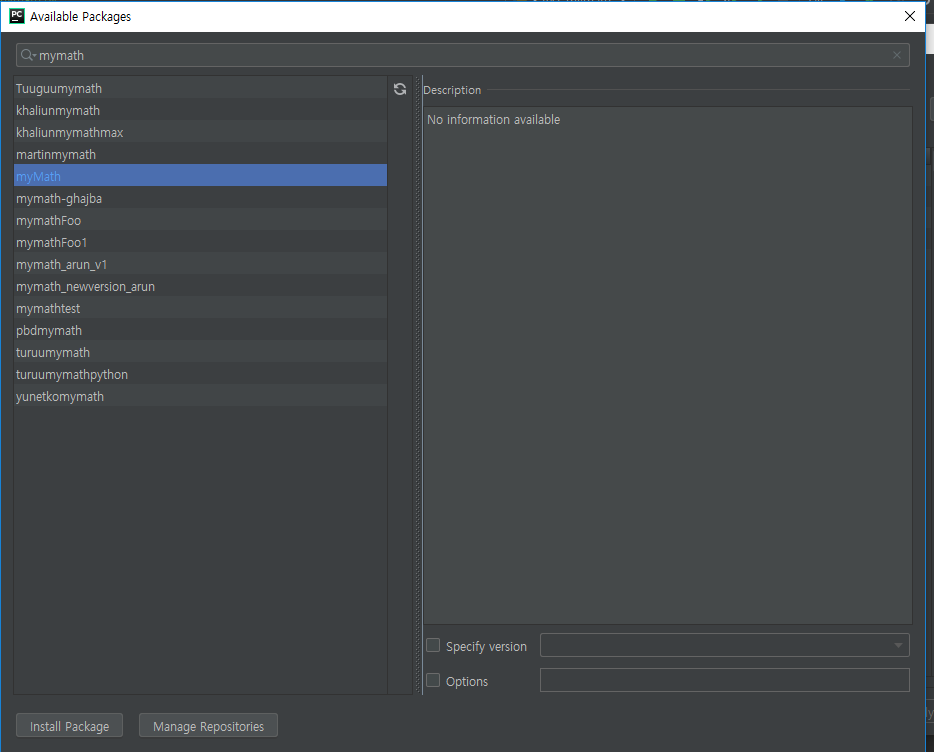 PC Available Packages
mymath
Tuuguumymath
khaliunmymath
khaliunmymathmax
martinmymath
myMath
mymath-ghajba
mymathFoo
mymathFoo1
mymath_arun_v1
mymath_newversion_arun
mymathtest
pbdmymath
turuumymath
turuumymathpython
yunetkomymath
Description
No information available
Specify version
Options
Install Package
Manage Repositories